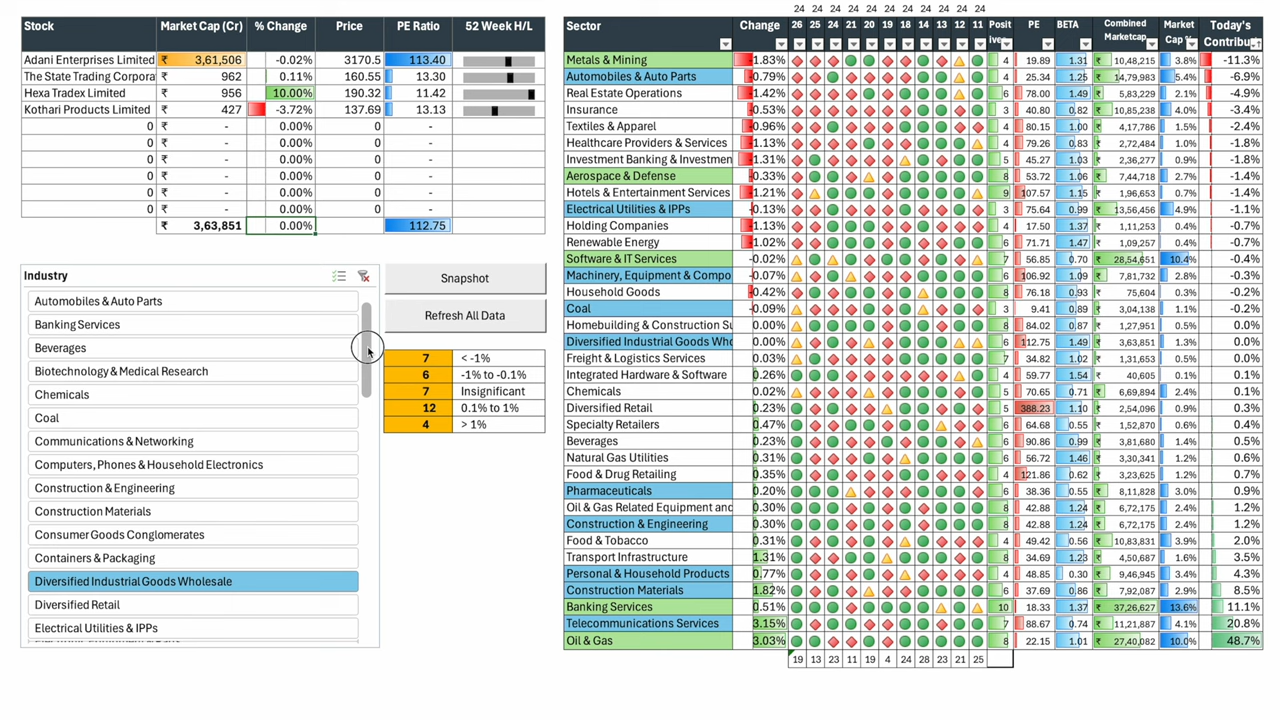 Stock Market Cap (Cr) % Change Price PE Ratio 52 Week H/L
Adani Enterprises Limited ₹ 3,61,506 -0.02% 3170.5 113.40
The State Trading Corpora ₹ 962 0.11% 160.55 13.30
Hexa Tradex Limited ₹ 956 10.00% 190.32 11.42
Kothari Products Limited ₹ 427 -3.72% 137.69 13.13
0 ₹ - 0.00% 0 -
0 ₹ - 0.00% 0 -
0 ₹ - 0.00% 0 -
0 ₹ - 0.00% 0 -
0 ₹ - 0.00% 0 -
0 ₹ - 0.00% 0 -
₹ 3,63,851 0.00% 112.75
Industry
Automobiles & Auto Parts
Banking Services
Beverages
Biotechnology & Medical Research
Chemicals
Coal
Communications & Networking
Computers, Phones & Household Electronics
Construction & Engineering
Construction Materials
Consumer Goods Conglomerates
Containers & Packaging
Diversified Industrial Goods Wholesale
Diversified Retail
Electrical Utilities & IPPs
Snapshot
Refresh All Data
7 < -1%
6 -1% to -0.1%
7 Insignificant
12 0.1% to 1%
4 > 1%
24 24 24 24 24 24 24 24 24 24 24
Sector Change 26 25 24 21 20 19 18 14 13 12 11 Posit ives PE BETA Combined Marketcap Market Cap % Today's Contribut
Metals & Mining -1.83% 4 19.89 1.31 ₹ 10,48,215 3.8% -11.3%
Automobiles & Auto Parts -0.79% 4 25.34 1.25 ₹ 14,79,983 5.4% -6.9%
Real Estate Operations -1.42% 6 78.00 1.49 ₹ 5,83,229 2.1% -4.9%
Insurance -0.53% 3 40.80 0.82 ₹ 10,85,238 4.0% -3.4%
Textiles & Apparel -0.96% 4 80.15 1.00 ₹ 4,17,786 1.5% -2.4%
Healthcare Providers & Services -1.13% 4 79.26 0.83 ₹ 2,72,484 1.0% -1.8%
Investment Banking & Investmen -1.31% 5 45.27 1.03 ₹ 2,36,277 0.9% -1.8%
Aerospace & Defense -0.33% 8 53.72 1.06 ₹ 7,44,718 2.7% -1.4%
Hotels & Entertainment Services -1.21% 9 107.57 1.15 ₹ 1,96,653 0.7% -1.4%
Electrical Utilities & IPPs -0.13% 3 75.64 0.99 ₹ 13,56,456 4.9% -1.1%
Holding Companies -1.13% 4 17.50 1.37 ₹ 1,11,253 0.4% -0.7%
Renewable Energy -1.02% 6 71.71 1.47 ₹ 1,09,257 0.4% -0.7%
Software & IT Services -0.02% 7 56.85 0.70 ₹ 28,54,651 10.4% -0.4%
Machinery, Equipment & Compo -0.07% 6 106.92 1.09 ₹ 7,81,732 2.8% -0.3%
Household Goods -0.42% 8 76.18 0.93 ₹ 75,604 0.3% -0.2%
Coal -0.09% 3 9.41 0.89 ₹ 3,04,138 1.1% -0.2%
Homebuilding & Construction Su 0.00% 8 84.02 0.87 ₹ 1,27,951 0.5% 0.0%
Diversified Industrial Goods Who 0.00% 6 112.75 1.49 ₹ 3,63,851 1.3% 0.0%
Freight & Logistics Services 0.03% 7 34.82 1.02 ₹ 1,31,653 0.5% 0.0%
Integrated Hardware & Software 0.26% 4 59.77 1.54 ₹ 40,605 0.1% 0.1%
Chemicals 0.02% 5 70.65 0.71 ₹ 6,69,894 2.4% 0.1%
Diversified Retail 0.23% 5 388.23 1.10 ₹ 2,54,096 0.9% 0.3%
Specialty Retailers 0.47% 6 64.68 0.55 ₹ 1,52,870 0.6% 0.4%
Beverages 0.23% 6 90.86 0.99 ₹ 3,81,680 1.4% 0.5%
Natural Gas Utilities 0.31% 6 56.72 1.46 ₹ 3,30,341 1.2% 0.6%
Food & Drug Retailing 0.35% 4 121.86 0.62 ₹ 3,23,625 1.2% 0.7%
Pharmaceuticals 0.20% 6 38.36 0.55 ₹ 8,11,828 3.0% 0.9%
Oil & Gas Related Equipment and 0.30% 8 42.88 1.24 ₹ 6,72,175 2.4% 1.2%
Construction & Engineering 0.30% 8 42.88 1.24 ₹ 6,72,175 2.4% 1.2%
Food & Tobacco 0.31% 4 49.42 0.56 ₹ 10,83,831 3.9% 2.0%
Transport Infrastructure 1.31% 8 34.69 1.23 ₹ 4,50,687 1.6% 3.5%
Personal & Household Products 0.77% 4 48.85 0.30 ₹ 9,46,945 3.4% 4.3%
Construction Materials 1.82% 6 37.69 0.86 ₹ 7,92,087 2.9% 8.5%
Banking Services 0.51% 10 18.33 1.37 ₹ 37,26,627 13.6% 11.1%
Telecommunications Services 3.15% 7 88.67 0.74 ₹ 11,21,887 4.1% 20.8%
Oil & Gas 3.03% 8 22.15 1.01 ₹ 27,40,082 10.0% 48.7%
19 13 23 11 19 4 24 28 13 21 25